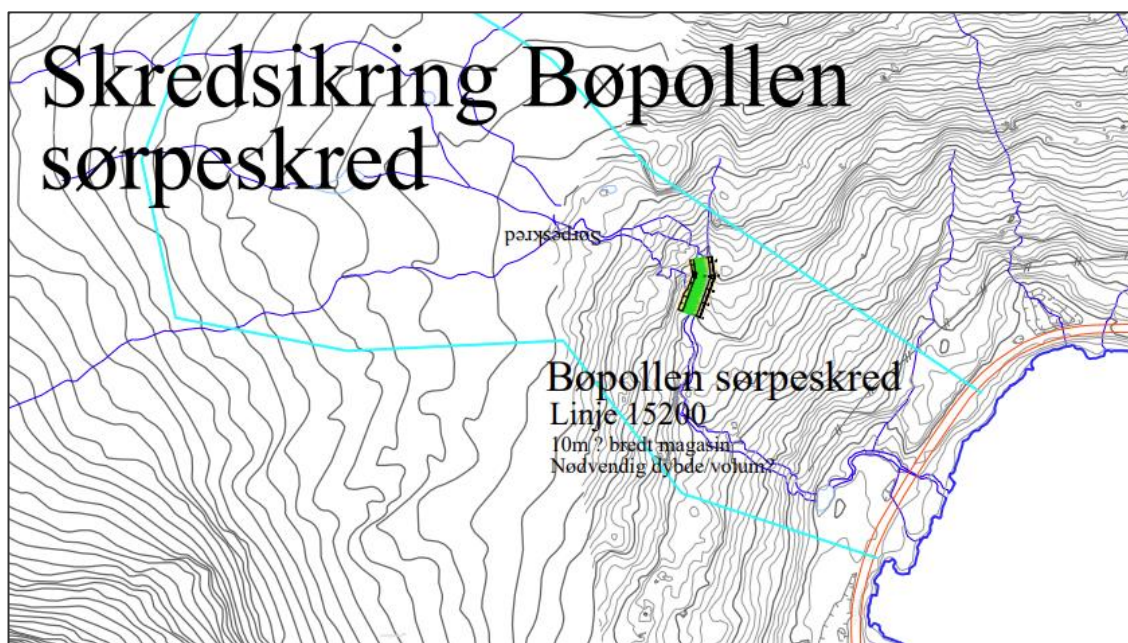 Skredsikring Bøpollen
sørpeskred
Sørpeskred
Bøpollen sørpeskred
Linje 15200
10m ? bredt magasin
Nødvendig dybde/volum?